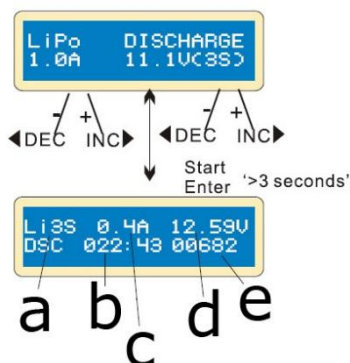 LiPo DISCHARGE
1.0A 11.1V(3S)
- + - +
◀DEC INC▶ ◀DEC INC▶
Start
Enter '>3 seconds'
Li3S 0.4A 12.59V
DSC 022:43 00682
a b c d e